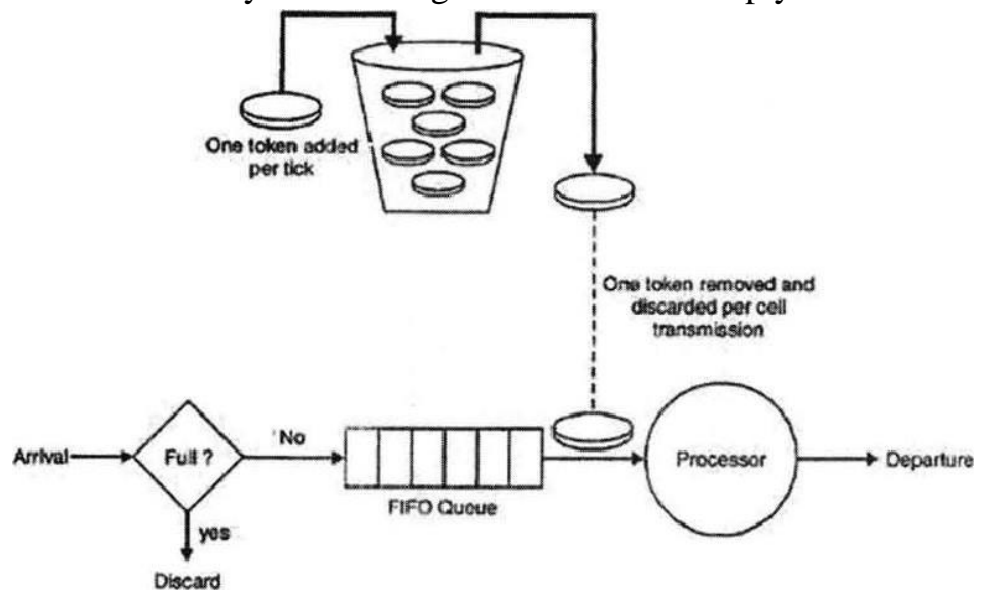 One token added
per tick
One token removed and
discarded per cell
transmission
Arrival
Full ?
No
Processor
Departure
FIFO Queue
yes
Discard